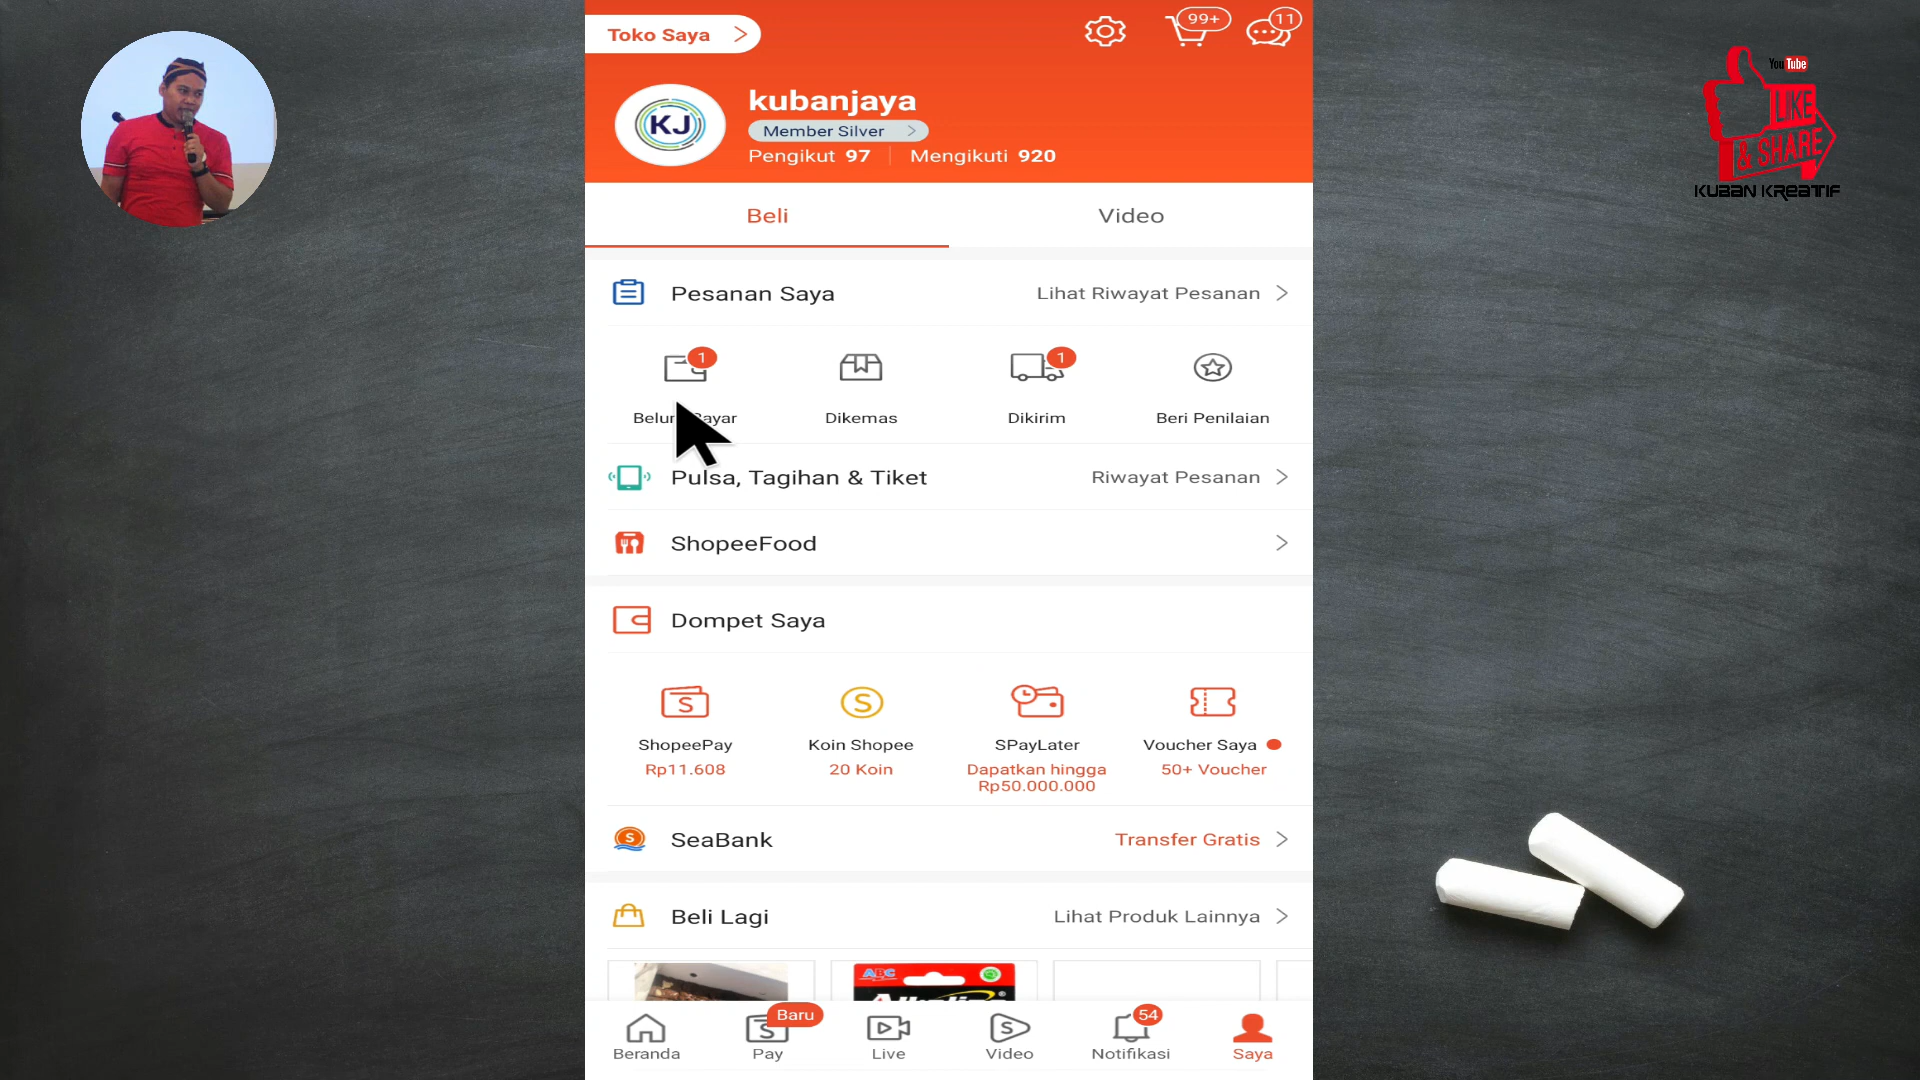 Toko Saya
99+
11
kubanjaya
KJ
Member Silver
Pengikut 97
Mengikuti 920
You Tube
LIKE
& SHARE
KUBAN KREATIF
Beli
Video
Pesanan Saya
Lihat Riwayat Pesanan
1
1
Dikemas
Dikirim
Beri Penilaian
Pulsa, Tagihan & Tiket
Riwayat Pesanan
ShopeeFood
Dompet Saya
ShopeePay
Koin Shopee
SPayLater
Voucher Saya
Rp11.608
20 Koin
Dapatkan hingga
Rp50.000.000
50+ Voucher
SeaBank
Transfer Gratis
Beli Lagi
Lihat Produk Lainnya
ABC
Baru
54
Beranda
Pay
Live
Video
Notifikasi
Saya